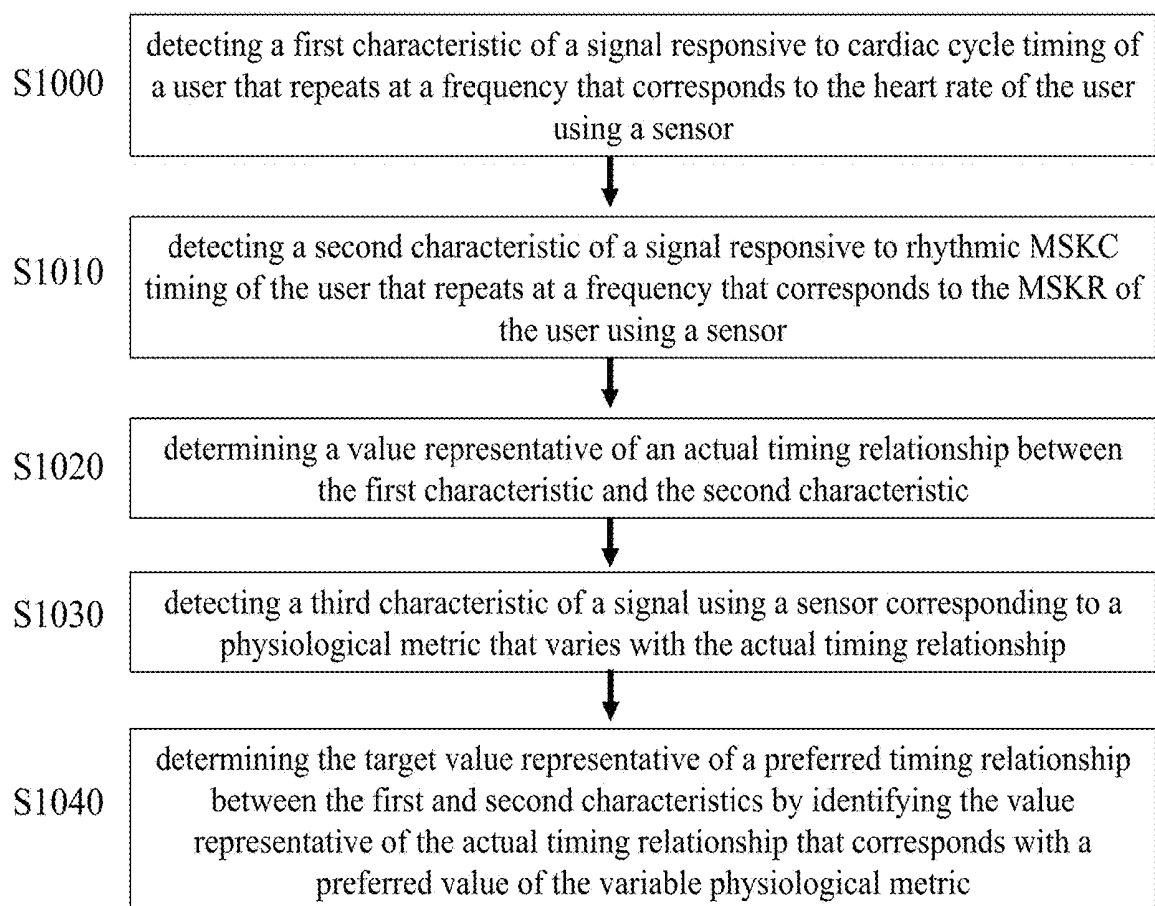 S1000
detecting a first characteristic of a signal responsive to cardiac cycle timing of
a user that repeats at a frequency that corresponds to the heart rate of the user
using a sensor
S1010
detecting a second characteristic of a signal responsive to rhythmic MSKC
timing of the user that repeats at a frequency that corresponds to the MSKR of
the user using a sensor
S1020
determining a value representative of an actual timing relationship between
the first characteristic and the second characteristic
S1030
detecting a third characteristic of a signal using a sensor corresponding to a
physiological metric that varies with the actual timing relationship
S1040
determining the target value representative of a preferred timing relationship
between the first and second characteristics by identifying the value
representative of the actual timing relationship that corresponds with a
preferred value of the variable physiological metric